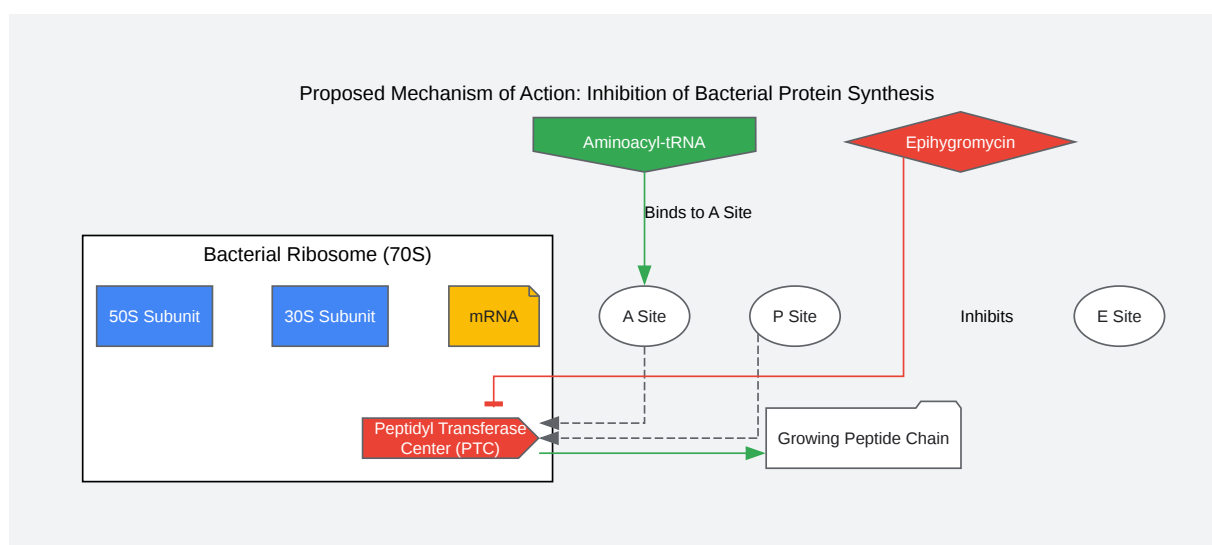 Proposed Mechanism of Action: Inhibition of Bacterial Protein Synthesis
Aminoacyl-tRNA
Epihygromycin
Binds to A Site
Bacterial Ribosome (70S)
50S Subunit
30S Subunit
mRNA
A Site
P Site
Inhibits
E Site
Peptidyl Transferase
Center (PTC)
Growing Peptide Chain